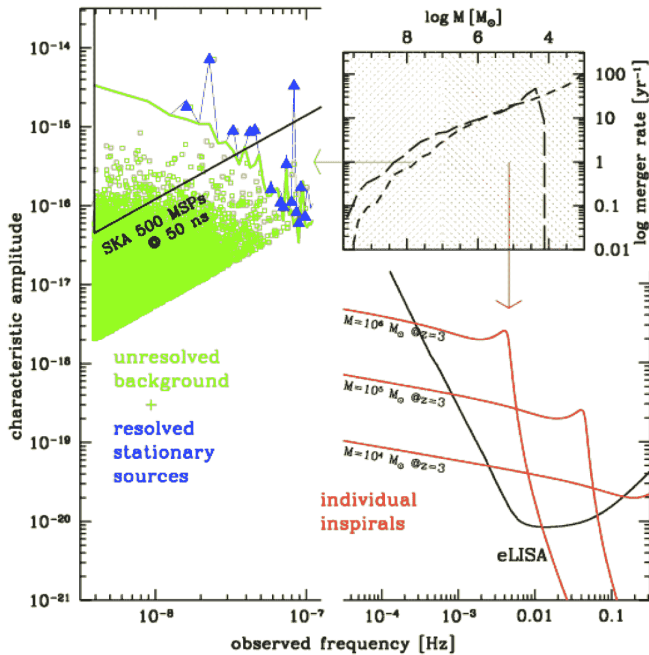 log M [M⊙]
8 6 4
10⁻¹⁴
10⁻¹⁵
10⁻¹⁶
10⁻¹⁷
10⁻¹⁸
10⁻¹⁹
10⁻²⁰
10⁻²¹
characteristic amplitude
100
10
1
0.1
0.01
log merger rate [yr⁻¹]
SKA 500 MSPs
@ 50 ns
unresolved
background
+
resolved
stationary
sources
M=10⁶ M⊙ @z=3
M=10⁵ M⊙ @z=3
M=10⁴ M⊙ @z=3
individual
inspirals
eLISA
10⁻⁸ 10⁻⁷ 10⁻⁴ 10⁻³ 0.01 0.1
observed frequency [Hz]